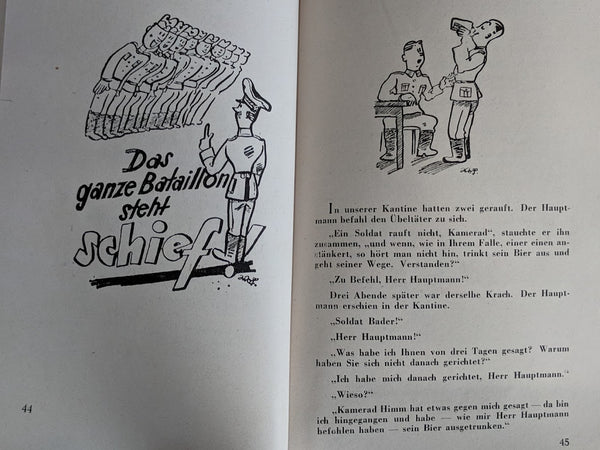 Das
ganze Bataillon
steht
schief!
44
In unserer Kantine hatten zwei gerauft. Der Haupt-
mann befahl den Übeltäter zu sich.
„Ein Soldat rauft nicht, Kamerad“, stauchte er ihn
zusammen, „und wenn, wie in Ihrem Falle, einer einen an-
stänkert, so hört man nicht hin, trinkt sein Bier aus und
geht seiner Wege. Verstanden?“
„Zu Befehl, Herr Hauptmann!“
Drei Abende später war derselbe Krach. Der Haupt-
mann erschien in der Kantine.
„Soldat Bader!“
„Herr Hauptmann!“
„Was habe ich Ihnen von drei Tagen gesagt? Warum
haben Sie sich nicht danach gerichtet?“
„Ich habe mich danach gerichtet, Herr Hauptmann.“
„Wieso?“
„Kamerad Himm hat etwas gegen mich gesagt — da bin
ich hingegangen und habe — wie mir Herr Hauptmann
befohlen haben — sein Bier ausgetrunken.“
45